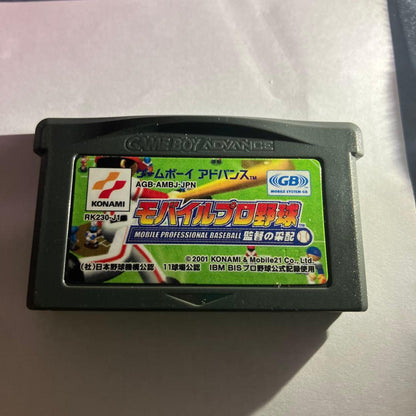 GAME BOY ADVANCE
ゲームボーイ アドバンス™
AGB-AMBJ-JPN
KONAMI
GB
MOBILE SYSTEM GB
RK230-J1
モバイルプロ野球
MOBILE PROFESSIONAL BASEBALL 監督の采配
©2001 KONAMI & Mobile21 Co., Ltd.
(社)日本野球機構公認 11球場公認 IBM BISプロ野球公式記録使用